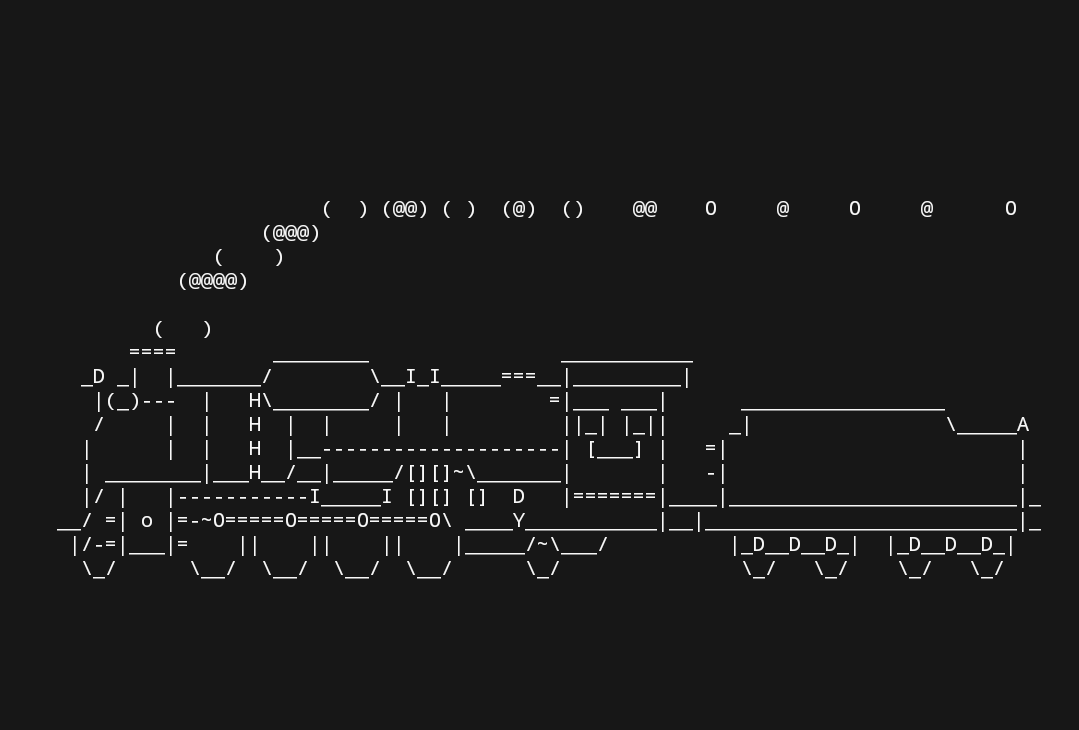 (  ) (@@) ( )  (@)  ()    @@    O     @     O     @      O
                 (@@@)
             (    )
          (@@@@)

        (   )
      ====        ________                ___________
  _D _|  |_______/        \__I_I_____===__|_________|
   |(_)---  |   H\________/ |   |        =|___ ___|      _________________
   /     |  |   H  |  |     |   |         ||_| |_||     _|                \_____A
  |      |  |   H  |__--------------------| [___] |   =|                        |
  | ________|___H__/__|_____/[][]~\_______|       |   -|                        |
  |/ |   |-----------I_____I [][] []  D   |=======|____|________________________|_
__/ =| o |=-~O=====O=====O=====O\ ____Y___________|__|__________________________|_
 |/-=|___|=    ||    ||    ||    |_____/~\___/          |_D__D__D_|  |_D__D__D_|
  \_/      \__/  \__/  \__/  \__/      \_/               \_/   \_/    \_/   \_/